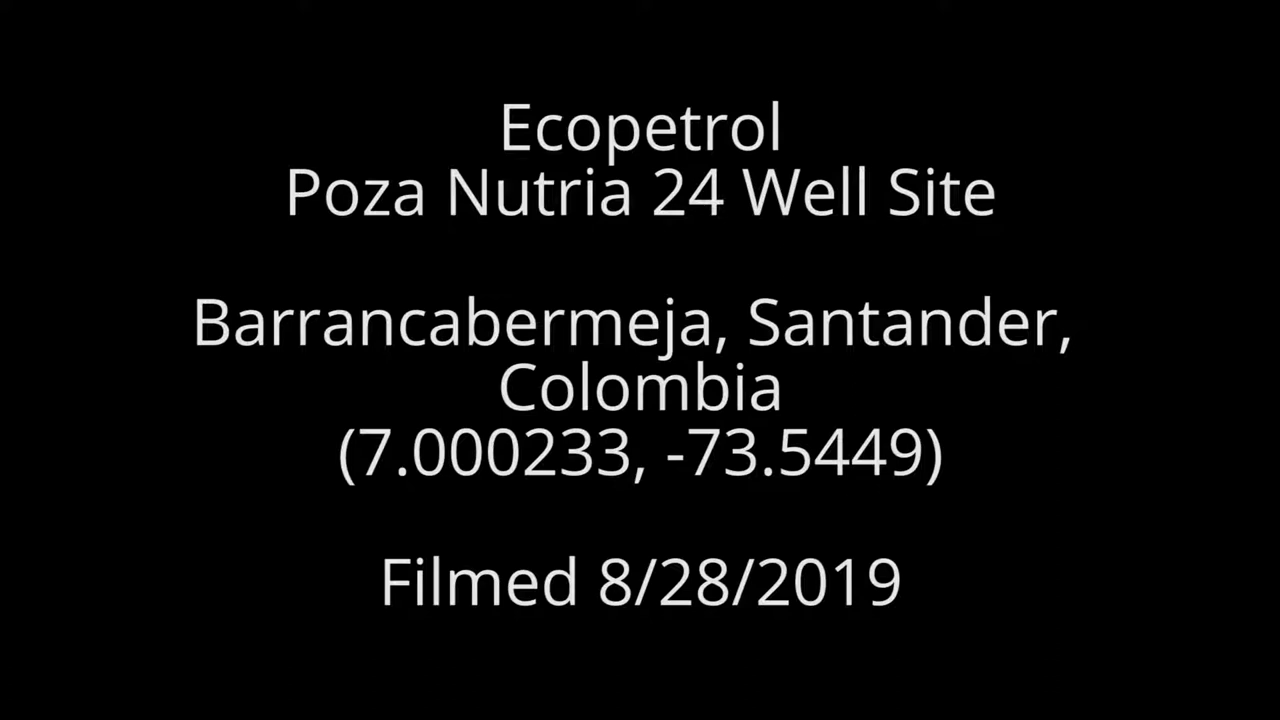 Ecopetrol
Poza Nutria 24 Well Site
Barrancabermeja, Santander,
Colombia
(7.000233, -73.5449)
Filmed 8/28/2019